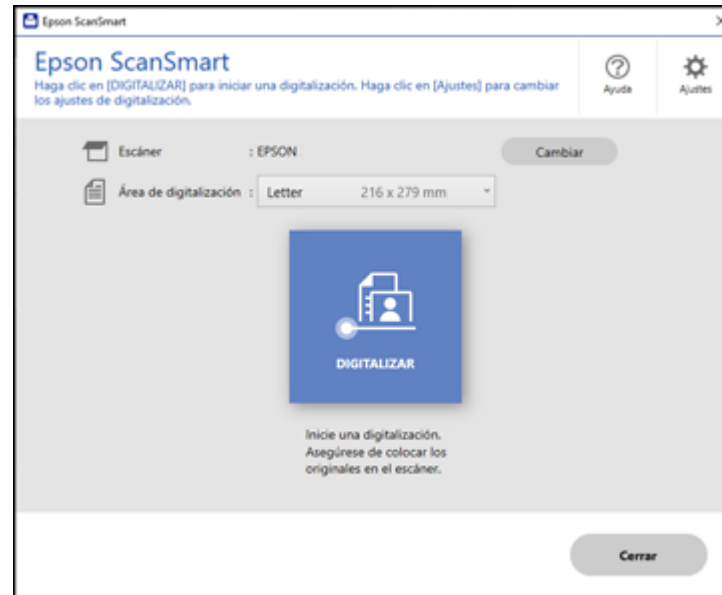 Epson ScanSmart
Epson ScanSmart
Haga clic en [DIGITALIZAR] para iniciar una digitalización. Haga clic en [Ajustes] para cambiar
los ajustes de digitalización.
Ayuda
Ajustes
Escáner : EPSON
Cambiar
Área de digitalización : Letter 216 x 279 mm
DIGITALIZAR
Inicie una digitalización.
Asegúrese de colocar los
originales en el escáner.
Cerrar